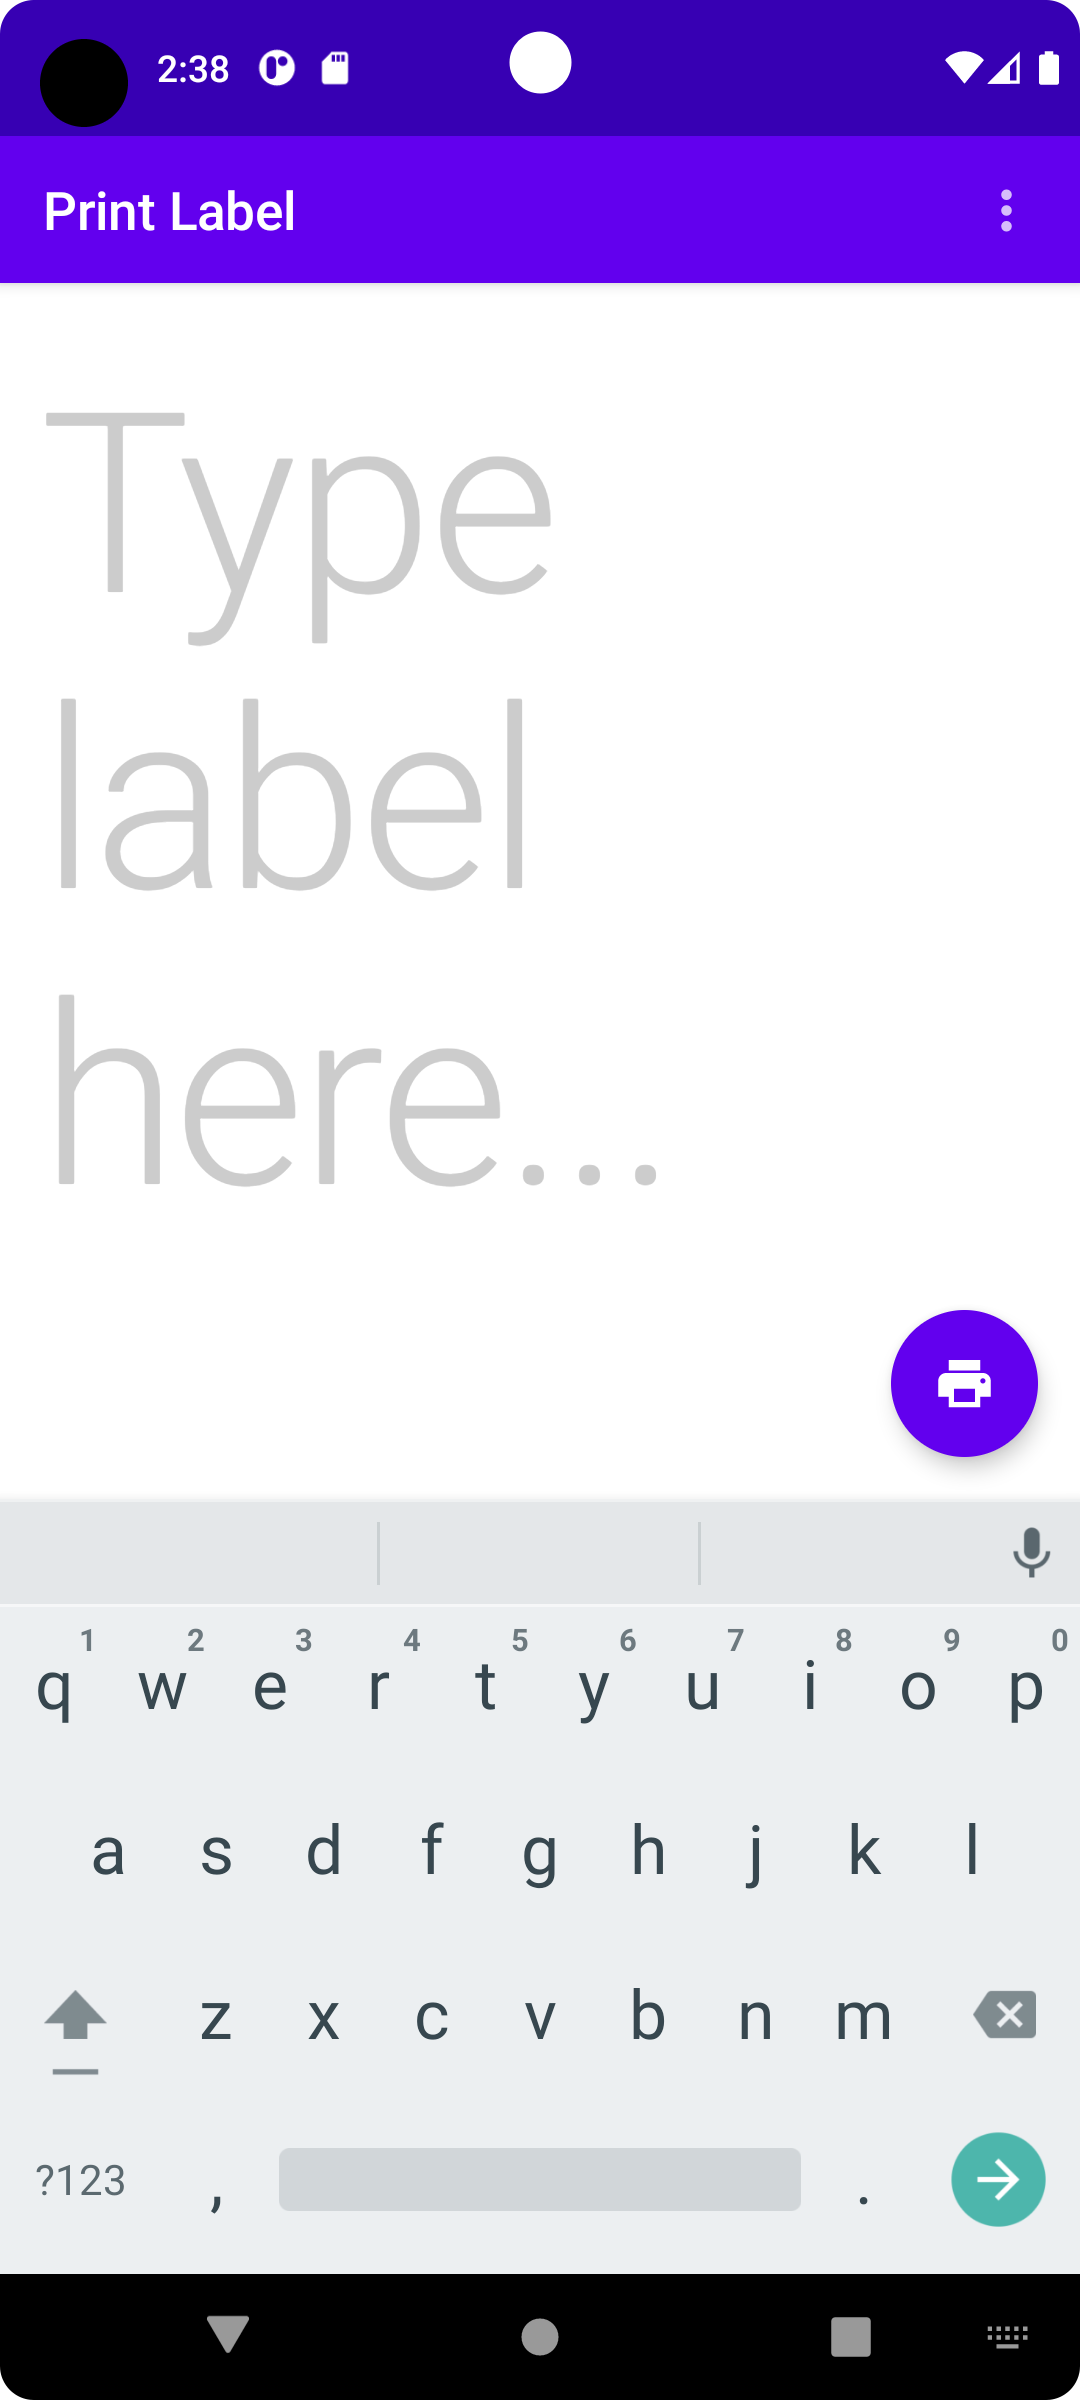 2:38
Print Label
Type
label
here...
1 2 3 4 5 6 7 8 9 0
q w e r t y u i o p
a s d f g h j k l
z x c v b n m
?123 , .